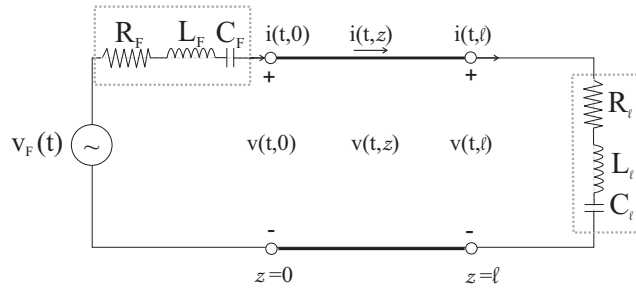 R_F L_F C_F i(t,0) i(t,z) i(t,ℓ)
+ +
R_ℓ
v_F(t) ~ v(t,0) v(t,z) v(t,ℓ)
L_ℓ
C_ℓ
- -
z=0 z=ℓ